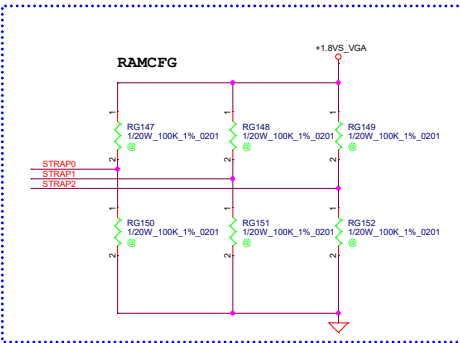 +1.8VS_VGA
RAMCFG
1
1
1
RG147
1/20W_100K_1%_0201
@
RG148
1/20W_100K_1%_0201
@
RG149
1/20W_100K_1%_0201
@
2
2
2
STRAP0
STRAP1
STRAP2
1
1
1
RG150
1/20W_100K_1%_0201
@
RG151
1/20W_100K_1%_0201
@
RG152
1/20W_100K_1%_0201
@
2
2
2